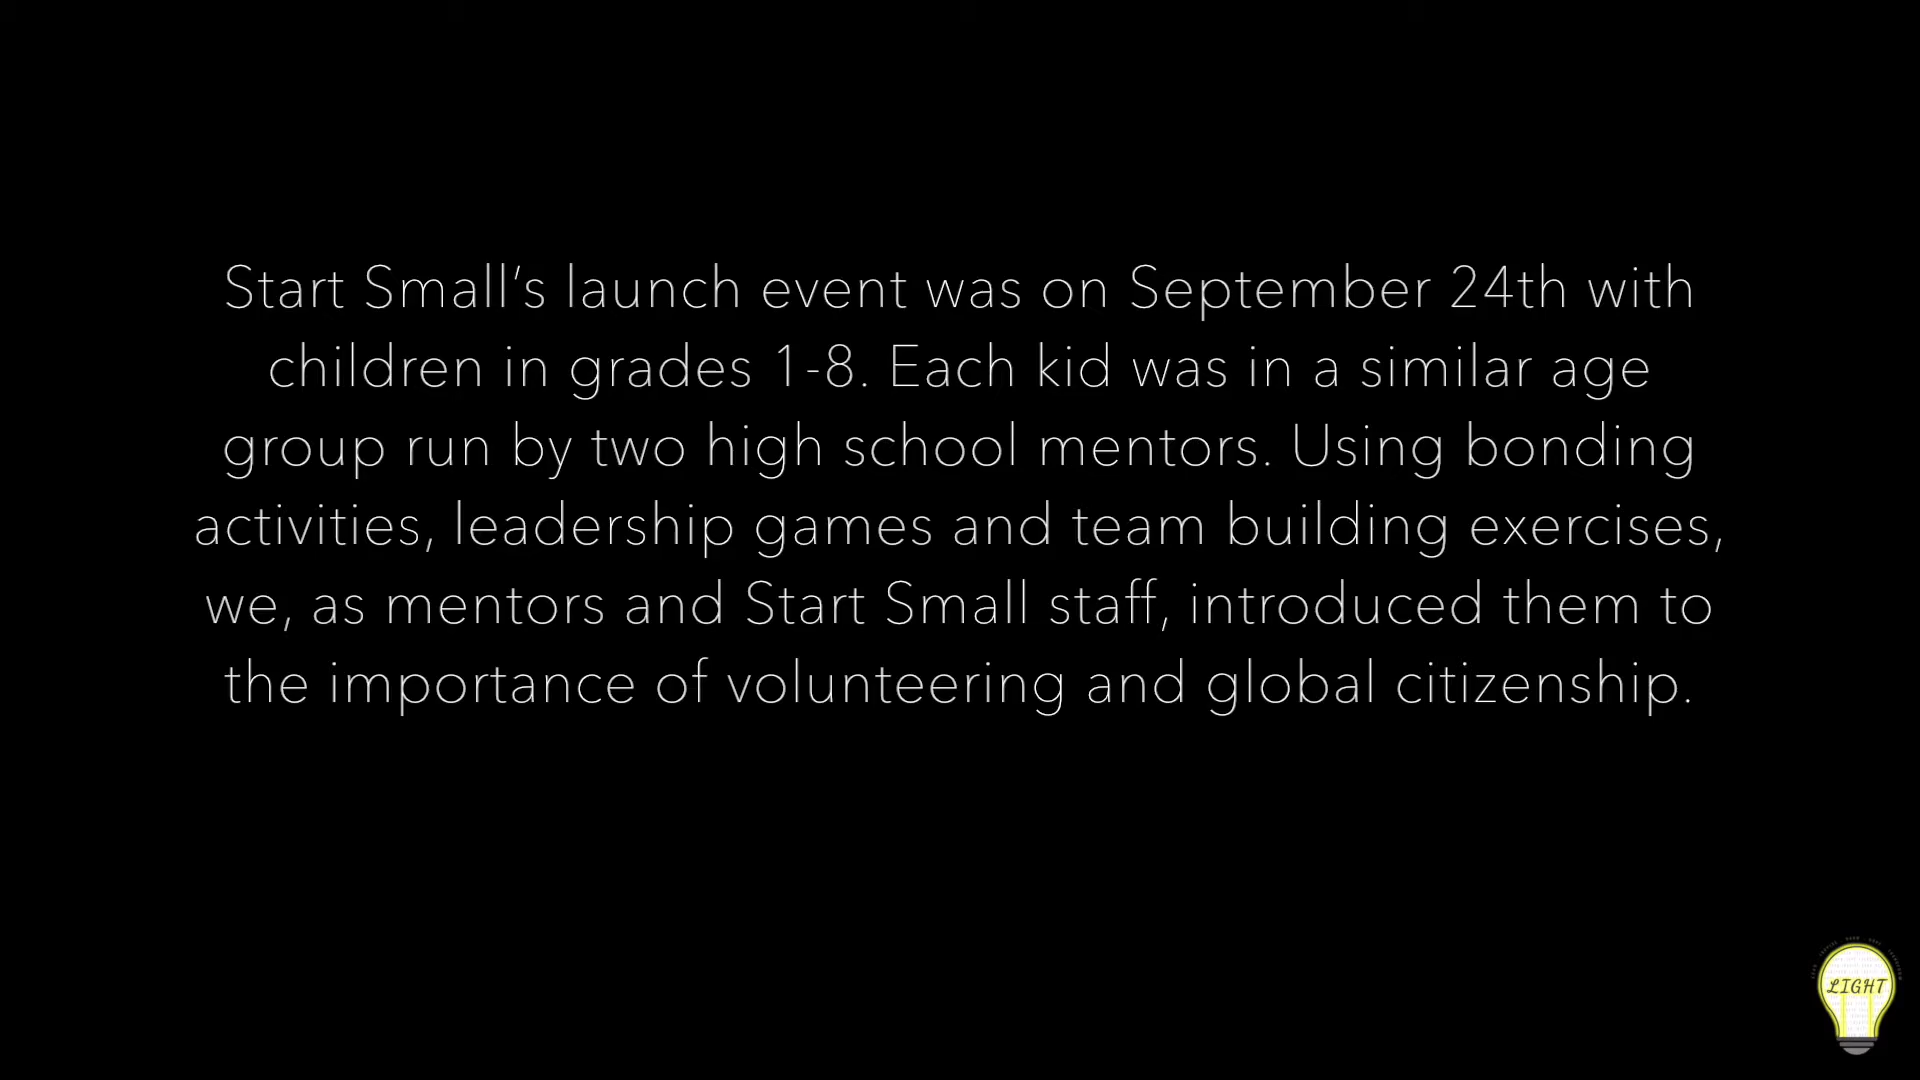 Start Small’s launch event was on September 24th with
children in grades 1-8. Each kid was in a similar age
group run by two high school mentors. Using bonding
activities, leadership games and team building exercises,
we, as mentors and Start Small staff, introduced them to
the importance of volunteering and global citizenship.
LIGHT